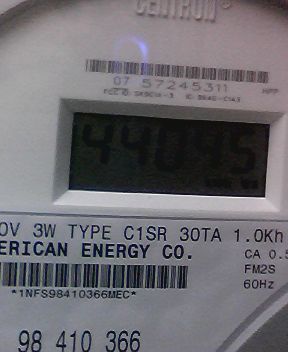 CENTRON
07 57245311
44095
0V 3W TYPE C1SR 30TA 1.0Kh
ERICAN ENERGY CO.
CA 0.5
FM2S
60Hz
*1NFS98410366MEC*
98 410 366